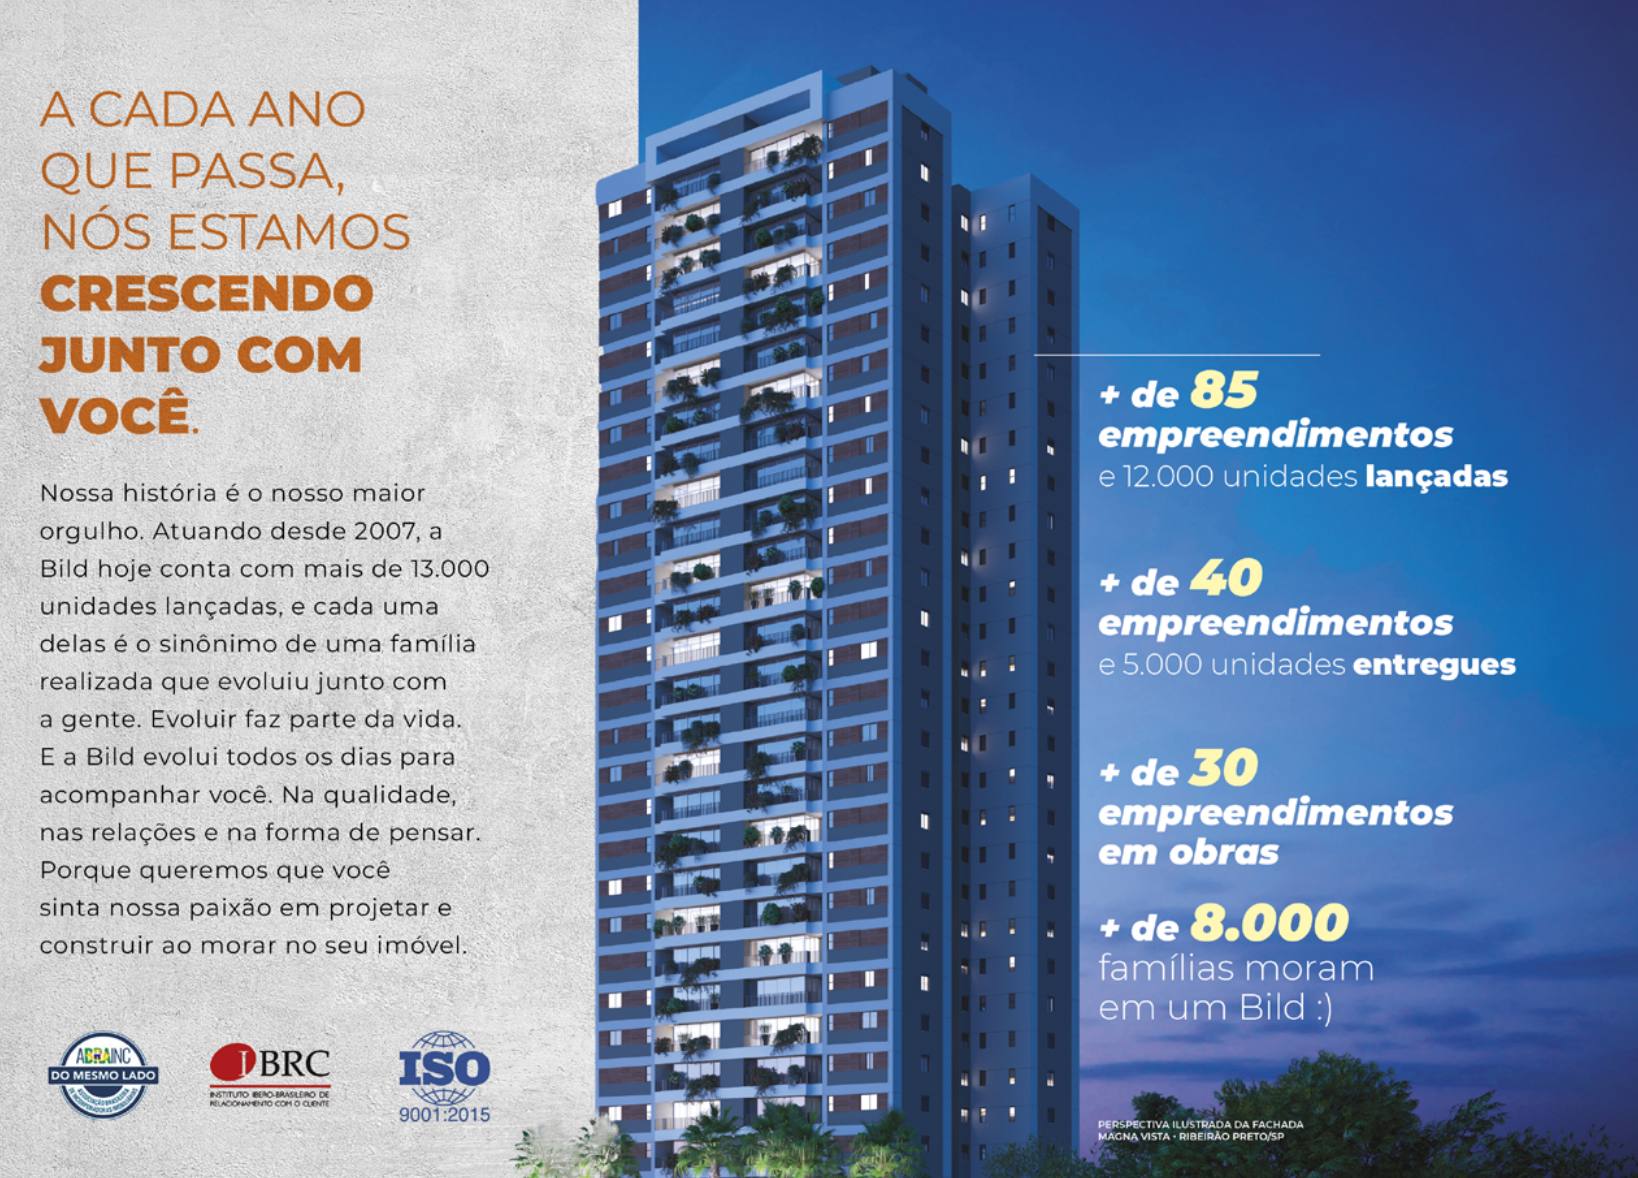 A CADA ANO
QUE PASSA,
NÓS ESTAMOS
CRESCENDO
JUNTO COM
VOCÊ.
Nossa história é o nosso maior
orgulho. Atuando desde 2007, a
Bild hoje conta com mais de 13.000
unidades lançadas, e cada uma
delas é o sinônimo de uma família
realizada que evoluiu junto com
a gente. Evoluir faz parte da vida.
E a Bild evolui todos os dias para
acompanhar você. Na qualidade,
nas relações e na forma de pensar.
Porque queremos que você
sinta nossa paixão em projetar e
construir ao morar no seu imóvel.
ABRAINC
DO MESMO LADO
ASSOCIAÇÃO BRASILEIRA
DE INCORPORADORAS IMOBILIÁRIAS
IBRC
INSTITUTO IBERO-BRASILEIRO DE
RELACIONAMENTO COM O CLIENTE
ISO
9001:2015
+ de 85
empreendimentos
e 12.000 unidades lançadas
+ de 40
empreendimentos
e 5.000 unidades entregues
+ de 30
empreendimentos
em obras
+ de 8.000
famílias moram
em um Bild :)
PERSPECTIVA ILUSTRADA DA FACHADA
MAGNA VISTA • RIBEIRÃO PRETO/SP